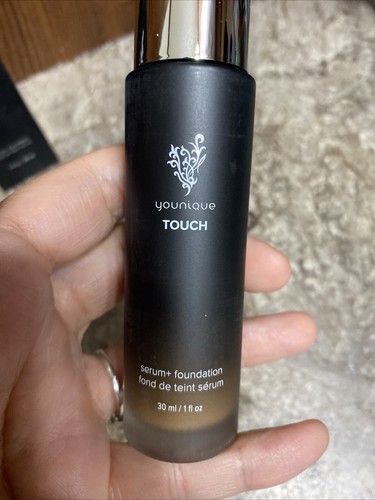 younique
TOUCH
serum+ foundation
fond de teint sérum
30 ml / 1 fl oz